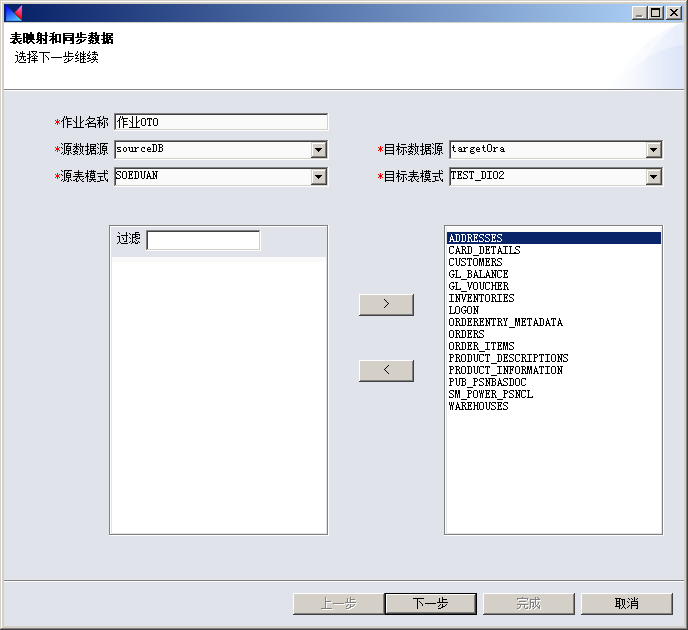 表映射和同步数据
选择下一步继续
*作业名称 作业OTO
*源数据源 sourceDB *目标数据源 targetOra
*源表模式 SOEDUAN *目标表模式 TEST_DIO2
过滤
ADDRESSES
CARD_DETAILS
CUSTOMERS
GL_BALANCE
GL_VOUCHER
INVENTORIES
LOGON
ORDERENTRY_METADATA
ORDERS
ORDER_ITEMS
PRODUCT_DESCRIPTIONS
PRODUCT_INFORMATION
PUB_PSNBASDOC
SM_POWER_PSNCL
WAREHOUSES
>
<
上一步 下一步 完成 取消